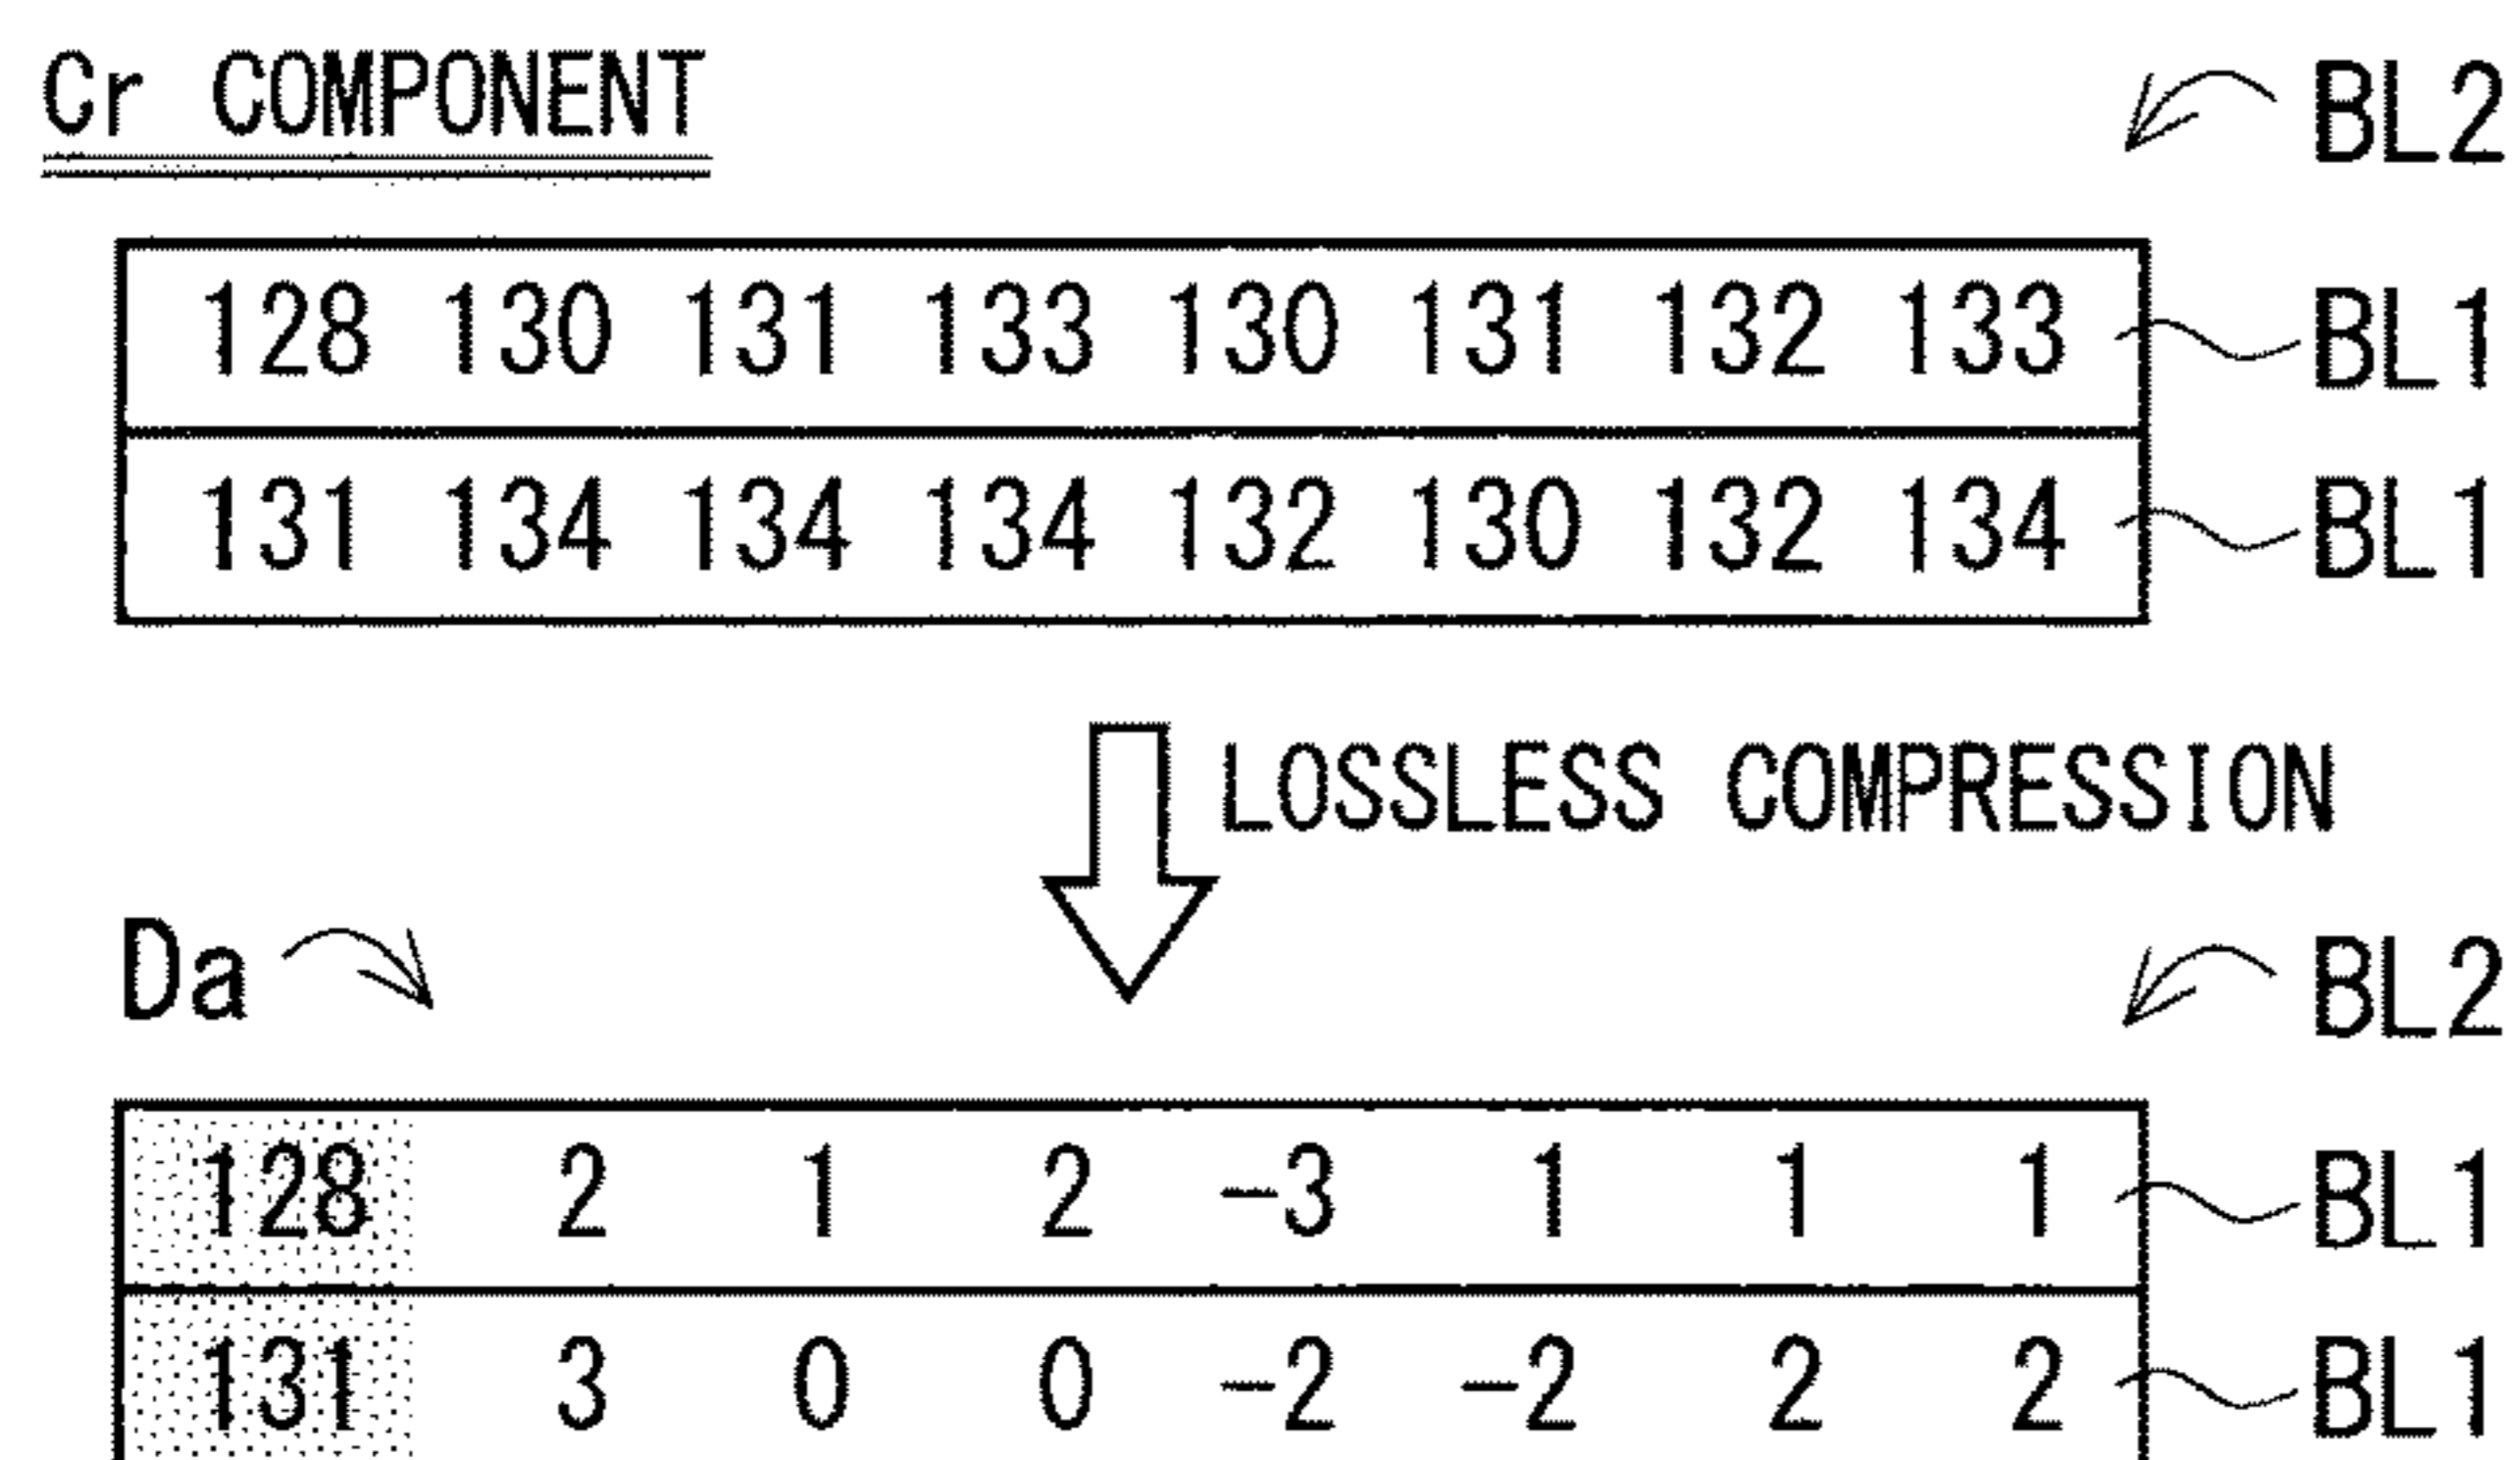 Cr COMPONENT BL2
128 130 131 133 130 131 132 133 BL1
131 134 134 134 132 130 132 134 BL1
LOSSLESS COMPRESSION
Da BL2
128 2 1 2 -3 1 1 1 BL1
131 3 0 0 -2 -2 2 2 BL1